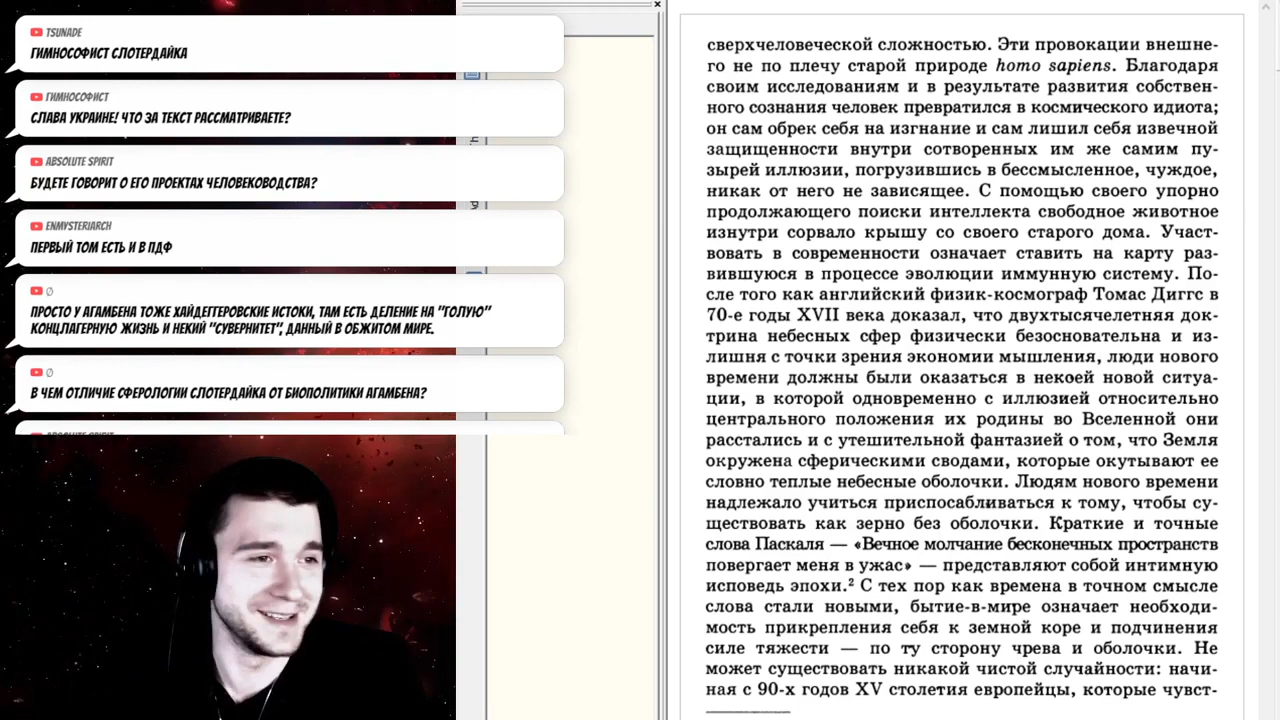 TSUNADE
ГИМНОСОФИСТ СЛОТЕРДАЙКА
ГИМНОСОФИСТ
СЛАВА УКРАИНЕ! ЧТО ЗА ТЕКСТ РАССМАТРИВАЕТЕ?
ABSOLUTE SPIRIT
БУДЕТЕ ГОВОРИТ О ЕГО ПРОЕКТАХ ЧЕЛОВЕКОВОДСТВА?
ENMYSTERIARCH
ПЕРВЫЙ ТОМ ЕСТЬ И В ПДФ
Ø
ПРОСТО У АГАМБЕНА ТОЖЕ ХАЙДЕГГЕРОВСКИЕ ИСТОКИ, ТАМ ЕСТЬ ДЕЛЕНИЕ НА "ГОЛУЮ"
КОНЦЛАГЕРНУЮ ЖИЗНЬ И НЕКИЙ "СУВЕРНИТЕТ", ДАННЫЙ В ОБЖИТОМ МИРЕ.
Ø
В ЧЕМ ОТЛИЧИЕ СФЕРОЛОГИИ СЛОТЕРДАЙКА ОТ БИОПОЛИТИКИ АГАМБЕНА?
ABSOLUTE SPIRIT
сверхчеловеческой сложностью. Эти провокации внешне-
го не по плечу старой природе homo sapiens. Благодаря
своим исследованиям и в результате развития собствен-
ного сознания человек превратился в космического идиота;
он сам обрек себя на изгнание и сам лишил себя извечной
защищенности внутри сотворенных им же самим пу-
зырей иллюзии, погрузившись в бессмысленное, чуждое,
никак от него не зависящее. С помощью своего упорно
продолжающего поиски интеллекта свободное животное
изнутри сорвало крышу со своего старого дома. Участ-
вовать в современности означает ставить на карту раз-
вившуюся в процессе эволюции иммунную систему. По-
сле того как английский физик-космограф Томас Диггс в
70-е годы XVII века доказал, что двухтысячелетняя док-
трина небесных сфер физически безосновательна и из-
лишня с точки зрения экономии мышления, люди нового
времени должны были оказаться в некоей новой ситуа-
ции, в которой одновременно с иллюзией относительно
центрального положения их родины во Вселенной они
расстались и с утешительной фантазией о том, что Земля
окружена сферическими сводами, которые окутывают ее
словно теплые небесные оболочки. Людям нового времени
надлежало учиться приспосабливаться к тому, чтобы су-
ществовать как зерно без оболочки. Краткие и точные
слова Паскаля — «Вечное молчание бесконечных пространств
повергает меня в ужас» — представляют собой интимную
исповедь эпохи.² С тех пор как времена в точном смысле
слова стали новыми, бытие-в-мире означает необходи-
мость прикрепления себя к земной коре и подчинения
силе тяжести — по ту сторону чрева и оболочки. Не
может существовать никакой чистой случайности: начи-
ная с 90-х годов XV столетия европейцы, которые чувст-